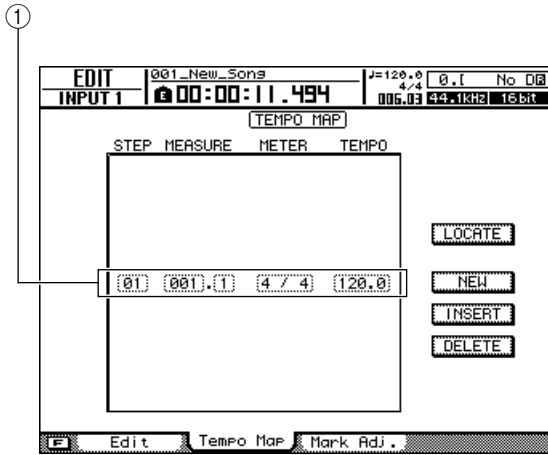 1
EDIT
INPUT 1
001_New_Song
00:00:11.494
♩=120.0
4/4
006.03
0.[ No DB
44.1kHz 16bit
TEMPO MAP
STEP MEASURE METER TEMPO
01 001.1 4 / 4 120.0
LOCATE
NEW
INSERT
DELETE
F Edit Tempo Map Mark Adj.